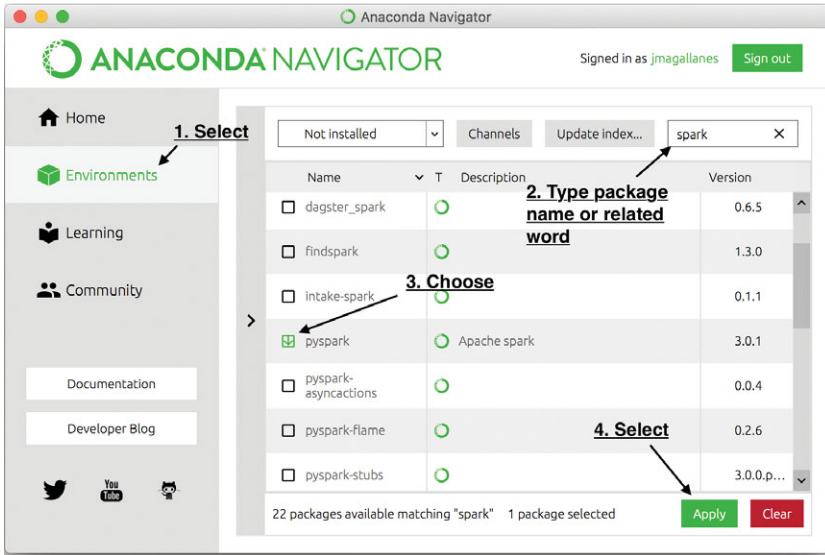 Anaconda Navigator
ANACONDA NAVIGATOR
Signed in as jmagallanes
Sign out
Home
1. Select
Environments
Learning
Community
Documentation
Developer Blog
You
Tube
Not installed
Channels
Update index...
spark
Name
T
Description
Version
2. Type package
name or related
word
dagster_spark
0.6.5
findspark
1.3.0
3. Choose
intake-spark
0.1.1
pyspark
Apache spark
3.0.1
pyspark-
asyncactions
0.0.4
4. Select
pyspark-flame
0.2.6
pyspark-stubs
3.0.0.p...
22 packages available matching "spark"
1 package selected
Apply
Clear